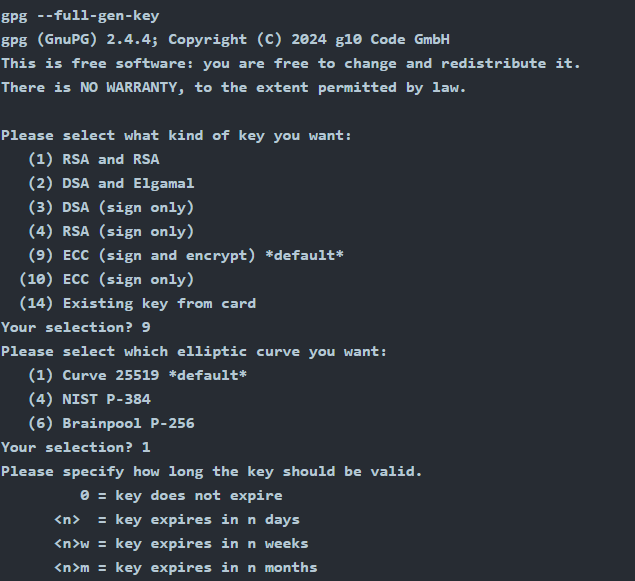 gpg --full-gen-key
gpg (GnuPG) 2.4.4; Copyright (C) 2024 g10 Code GmbH
This is free software: you are free to change and redistribute it.
There is NO WARRANTY, to the extent permitted by law.

Please select what kind of key you want:
   (1) RSA and RSA
   (2) DSA and Elgamal
   (3) DSA (sign only)
   (4) RSA (sign only)
   (9) ECC (sign and encrypt) *default*
  (10) ECC (sign only)
  (14) Existing key from card
Your selection? 9
Please select which elliptic curve you want:
   (1) Curve 25519 *default*
   (4) NIST P-384
   (6) Brainpool P-256
Your selection? 1
Please specify how long the key should be valid.
         0 = key does not expire
      <n>  = key expires in n days
      <n>w = key expires in n weeks
      <n>m = key expires in n months